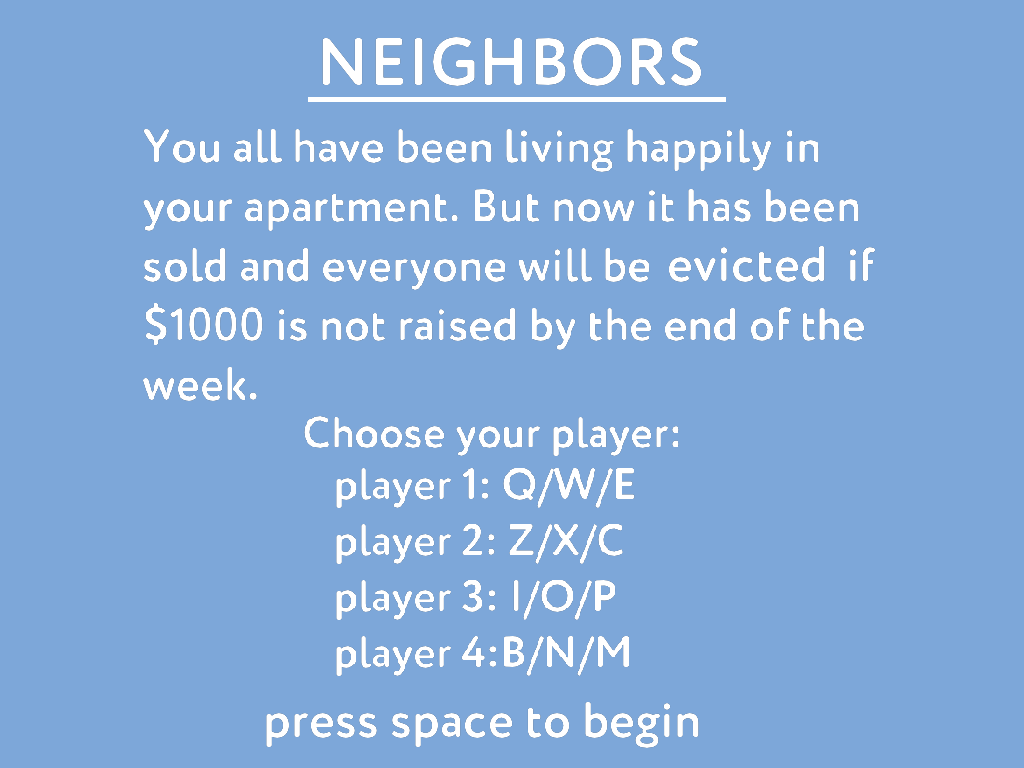 NEIGHBORS
You all have been living happily in
your apartment. But now it has been
sold and everyone will be evicted if
$1000 is not raised by the end of the
week.
Choose your player:
player 1: Q/W/E
player 2: Z/X/C
player 3: I/O/P
player 4:B/N/M
press space to begin